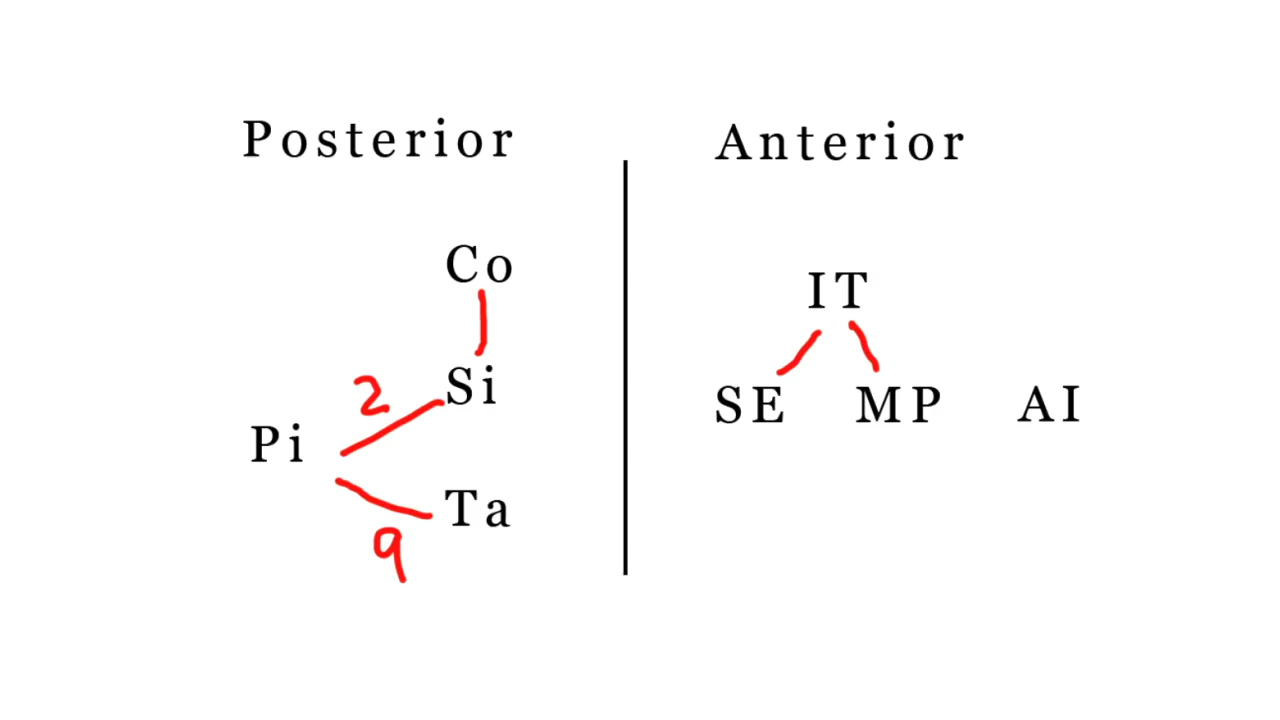 Posterior
Anterior
Co
IT
2
Si
SE MP AI
Pi
Ta
9